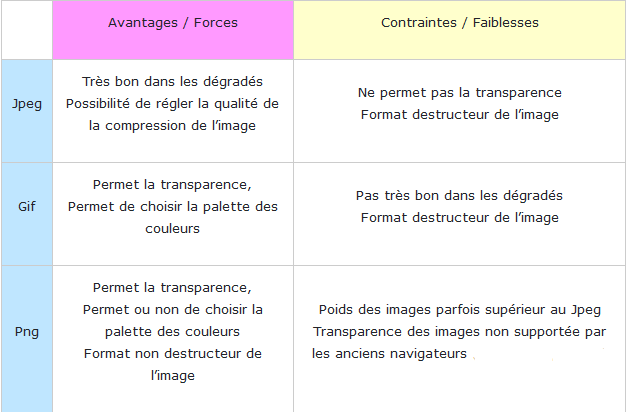 Avantages / Forces
Contraintes / Faiblesses
Jpeg
Très bon dans les dégradés
Possibilité de régler la qualité de
la compression de l’image
Ne permet pas la transparence
Format destructeur de l’image
Gif
Permet la transparence,
Permet de choisir la palette des
couleurs
Pas très bon dans les dégradés
Format destructeur de l’image
Png
Permet la transparence,
Permet ou non de choisir la
palette des couleurs
Format non destructeur de
l’image
Poids des images parfois supérieur au Jpeg
Transparence des images non supportée par
les anciens navigateurs